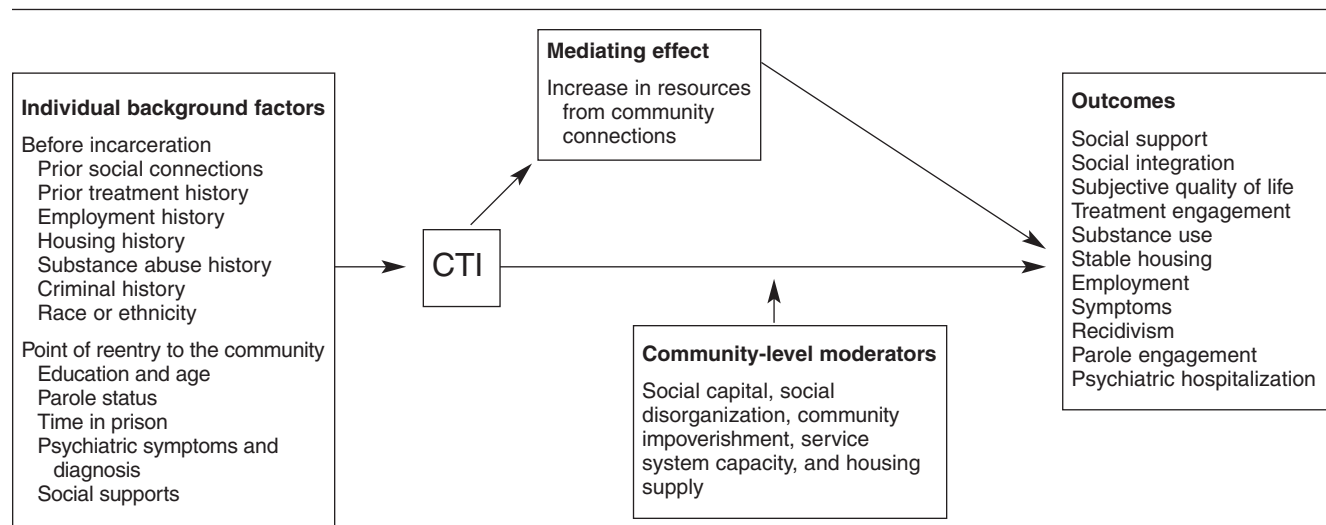 Individual background factors
Before incarceration
Prior social connections
Prior treatment history
Employment history
Housing history
Substance abuse history
Criminal history
Race or ethnicity
Point of reentry to the community
Education and age
Parole status
Time in prison
Psychiatric symptoms and
diagnosis
Social supports
CTI
Mediating effect
Increase in resources
from community
connections
Community-level moderators
Social capital, social
disorganization, community
impoverishment, service
system capacity, and housing
supply
Outcomes
Social support
Social integration
Subjective quality of life
Treatment engagement
Substance use
Stable housing
Employment
Symptoms
Recidivism
Parole engagement
Psychiatric hospitalization